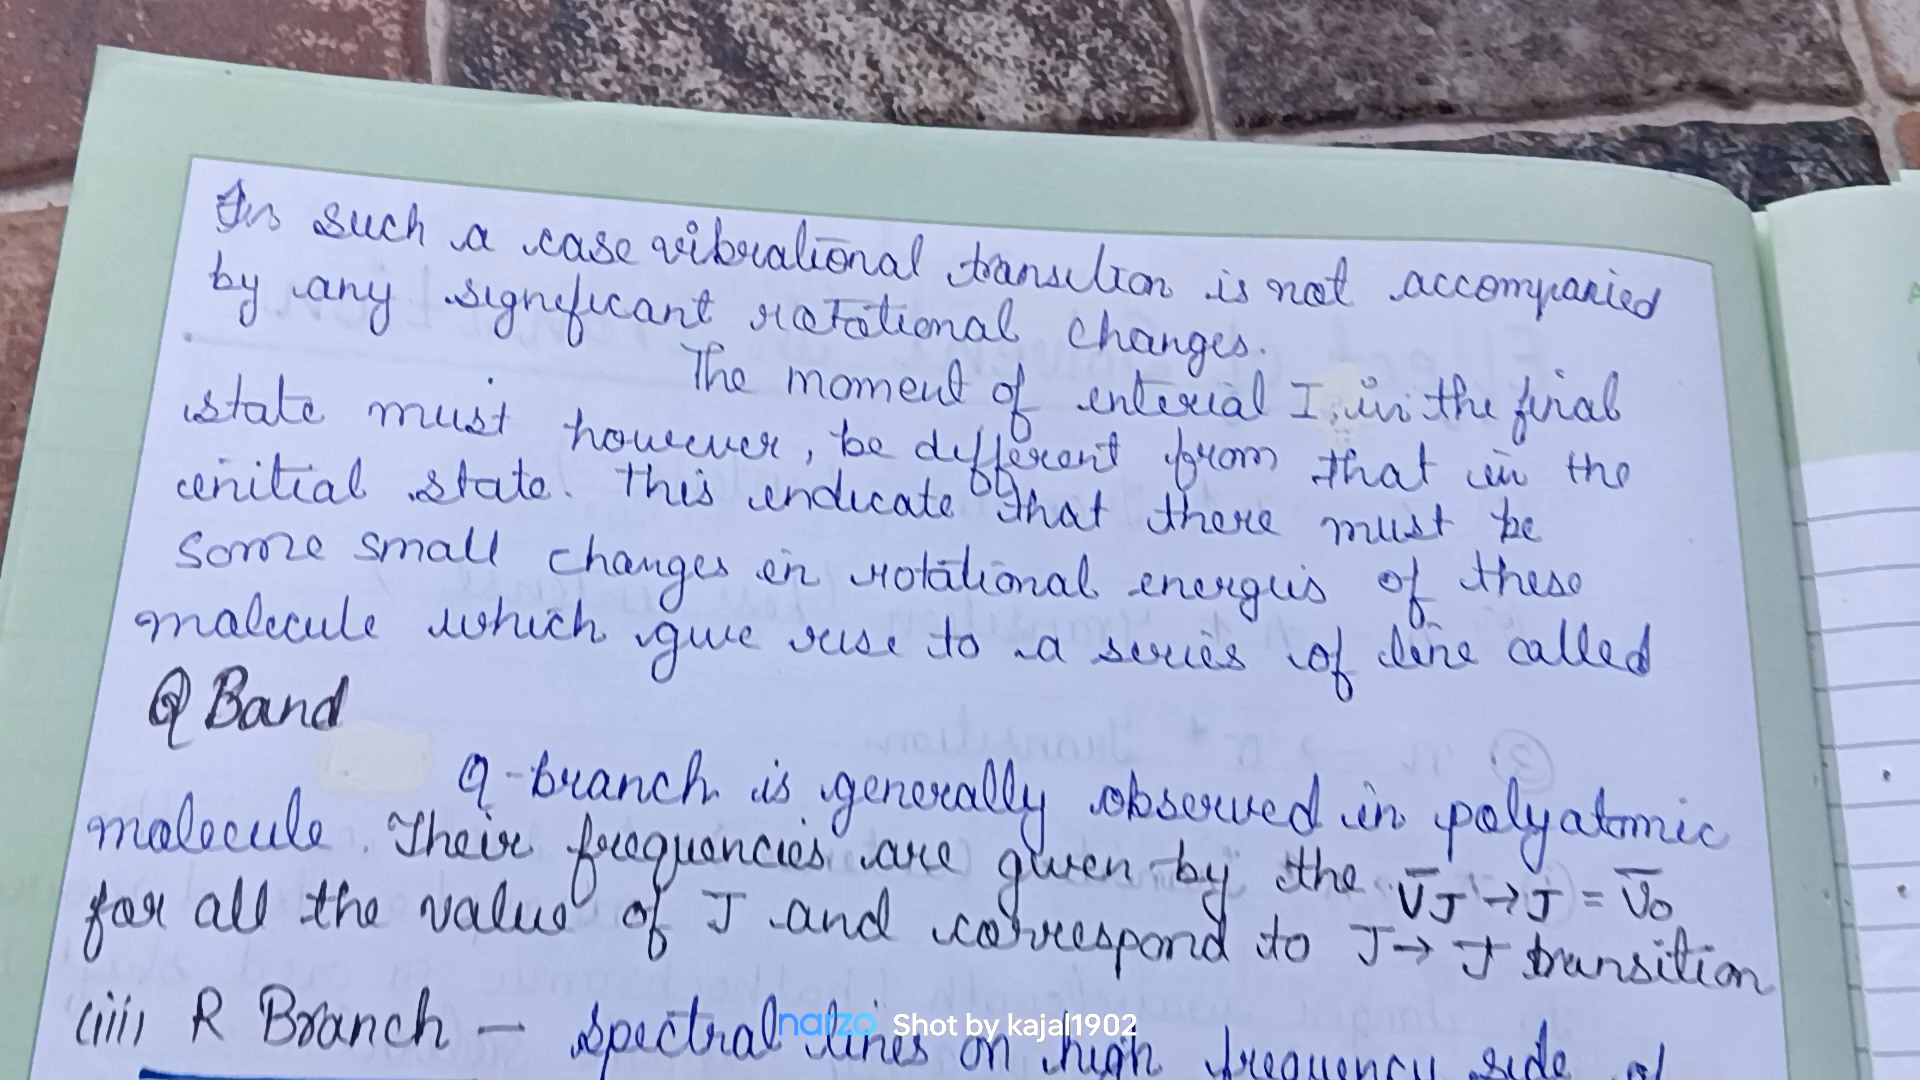 In such a case vibrational transition is not accompanied
by any significant rotational changes.
The moment of enterial I, in the final
state must however, be different from that in the
initial state. This indicate that there must be
some small changes in rotational energies of these
molecule which give rise to a series of line called
Q Band
Q-branch is generally observed in polyatomic
molecule. Their frequencies are given by the ν̄J→J = ν̄0
for all the value of J and correspond to J→J transition
(iii) R Branch – Spectral lines on high frequency side of
narzo Shot by kajal1902